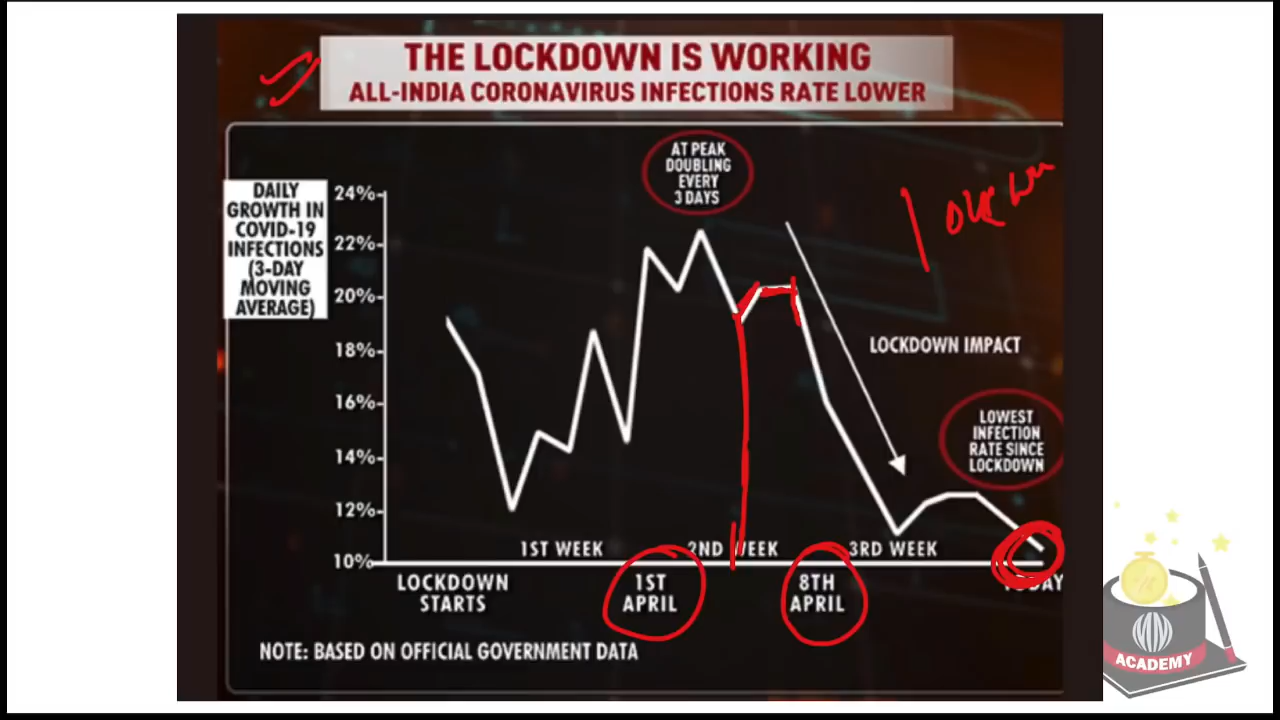 THE LOCKDOWN IS WORKING
ALL-INDIA CORONAVIRUS INFECTIONS RATE LOWER
AT PEAK
DOUBLING
EVERY
3 DAYS
DAILY
GROWTH IN
COVID-19
INFECTIONS
(3-DAY
MOVING
AVERAGE)
24%
22%
20%
18%
16%
14%
12%
10%
LOCKDOWN IMPACT
LOWEST
INFECTION
RATE SINCE
LOCKDOWN
1ST WEEK
2ND WEEK
3RD WEEK
LOCKDOWN
STARTS
1ST
APRIL
8TH
APRIL
TODAY
NOTE: BASED ON OFFICIAL GOVERNMENT DATA
ACADEMY